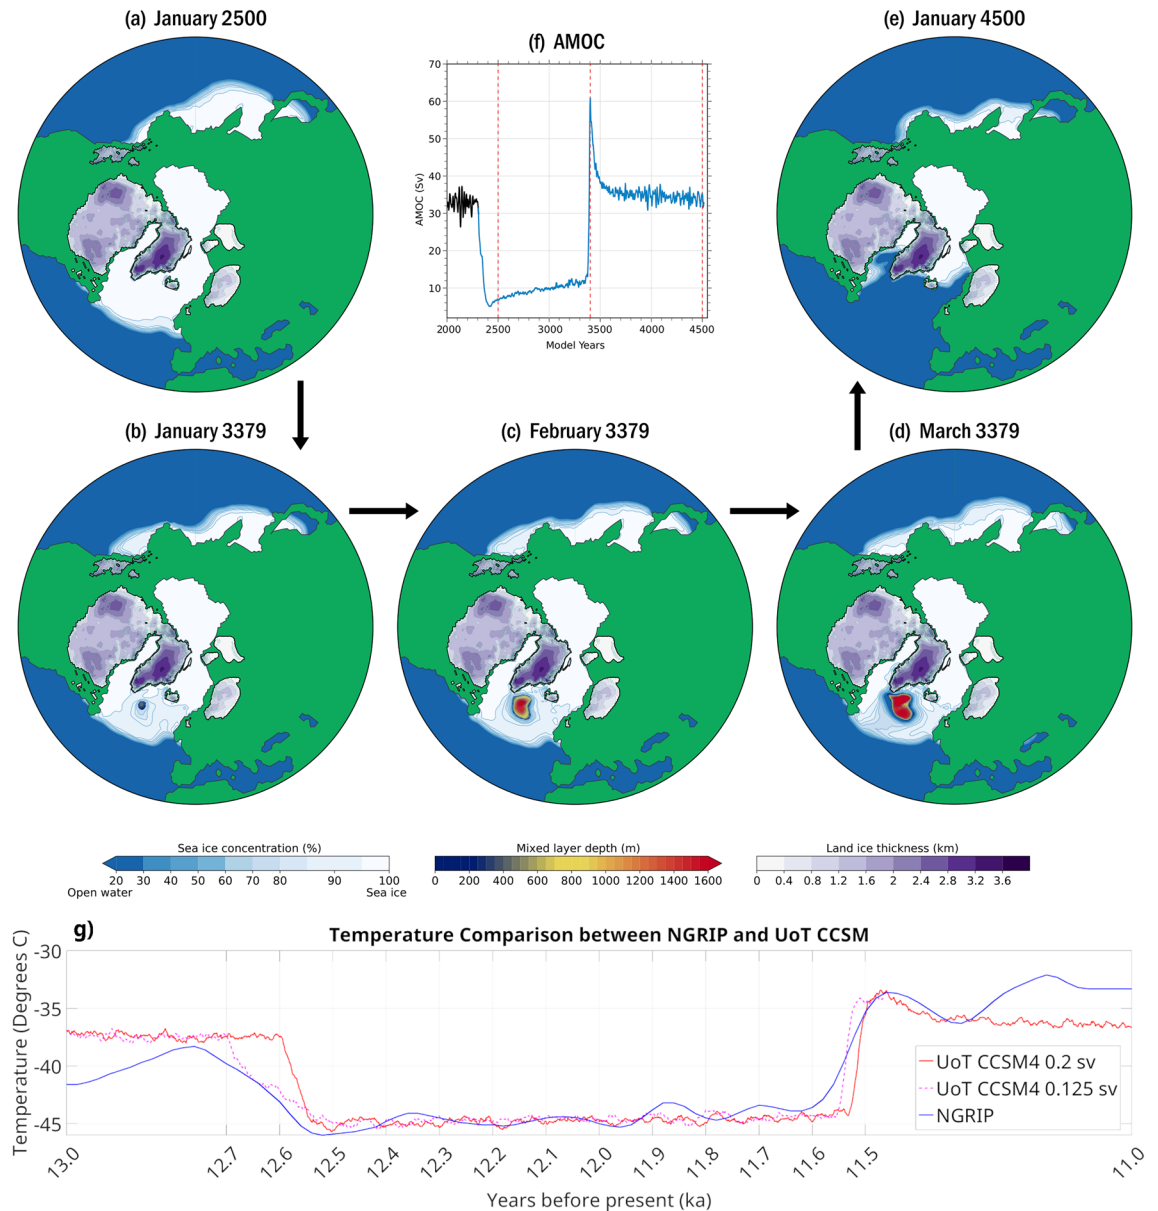 (a) January 2500
(f) AMOC
(e) January 4500
70
60
50
40
30
20
10
AMOC (Sv)
2000 2500 3000 3500 4000 4500
Model Years
(b) January 3379
(c) February 3379
(d) March 3379
Sea ice concentration (%)
20 30 40 50 60 70 80 90 100
Open water Sea ice
Mixed layer depth (m)
0 200 400 600 800 1000 1200 1400 1600
Land ice thickness (km)
0 0.4 0.8 1.2 1.6 2 2.4 2.8 3.2 3.6
g)
Temperature Comparison between NGRIP and UoT CCSM
-30
-35
-40
-45
Temperature (Degrees C)
UoT CCSM4 0.2 sv
UoT CCSM4 0.125 sv
NGRIP
13.0 12.7 12.6 12.5 12.4 12.3 12.2 12.1 12.0 11.9 11.8 11.7 11.6 11.5 11.0
Years before present (ka)